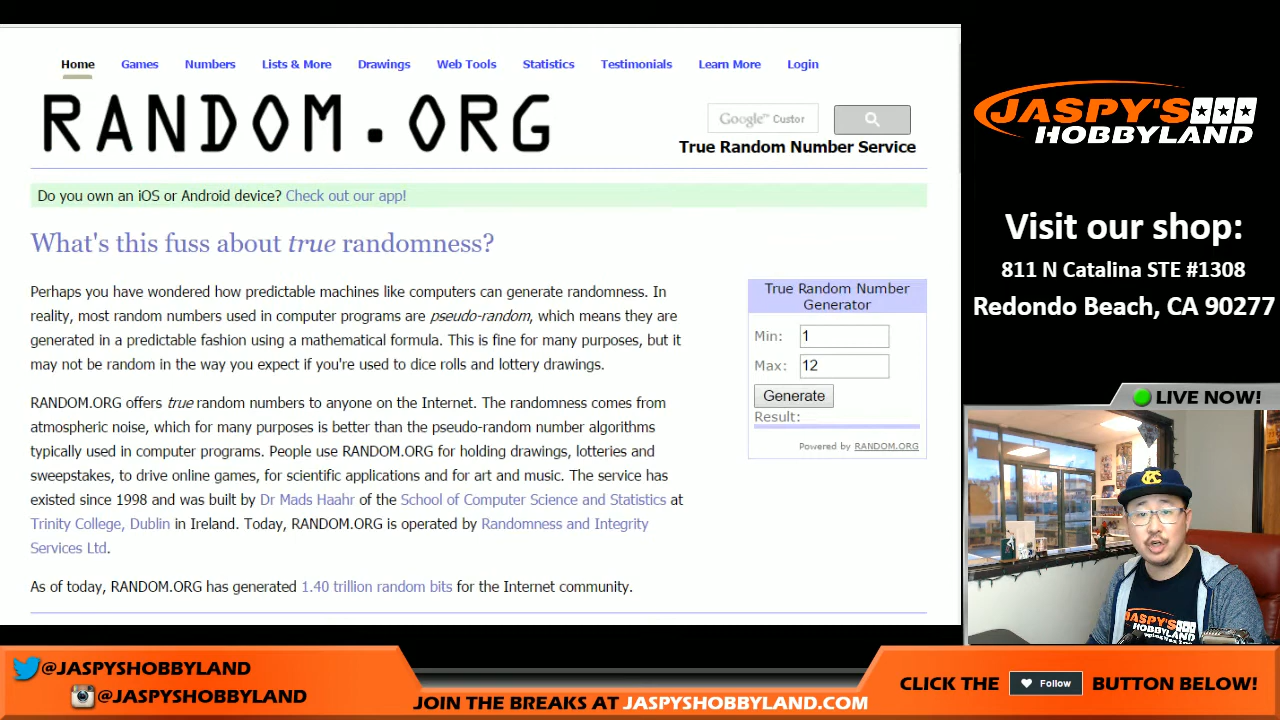 Home Games Numbers Lists & More Drawings Web Tools Statistics Testimonials Learn More Login
RANDOM.ORG
Google™ Custor
True Random Number Service
Do you own an iOS or Android device? Check out our app!
What's this fuss about true randomness?
Perhaps you have wondered how predictable machines like computers can generate randomness. In
reality, most random numbers used in computer programs are pseudo-random, which means they are
generated in a predictable fashion using a mathematical formula. This is fine for many purposes, but it
may not be random in the way you expect if you're used to dice rolls and lottery drawings.
RANDOM.ORG offers true random numbers to anyone on the Internet. The randomness comes from
atmospheric noise, which for many purposes is better than the pseudo-random number algorithms
typically used in computer programs. People use RANDOM.ORG for holding drawings, lotteries and
sweepstakes, to drive online games, for scientific applications and for art and music. The service has
existed since 1998 and was built by Dr Mads Haahr of the School of Computer Science and Statistics at
Trinity College, Dublin in Ireland. Today, RANDOM.ORG is operated by Randomness and Integrity
Services Ltd.
As of today, RANDOM.ORG has generated 1.40 trillion random bits for the Internet community.
True Random Number
Generator
Min: 1
Max: 12
Generate
Result:
Powered by RANDOM.ORG
JASPY'S
HOBBYLAND
Visit our shop:
811 N Catalina STE #1308
Redondo Beach, CA 90277
LIVE NOW!
JASPY'S
HOBBYLAND
@JASPYSHOBBYLAND
@JASPYSHOBBYLAND
JOIN THE BREAKS AT JASPYSHOBBYLAND.COM
CLICK THE Follow BUTTON BELOW!